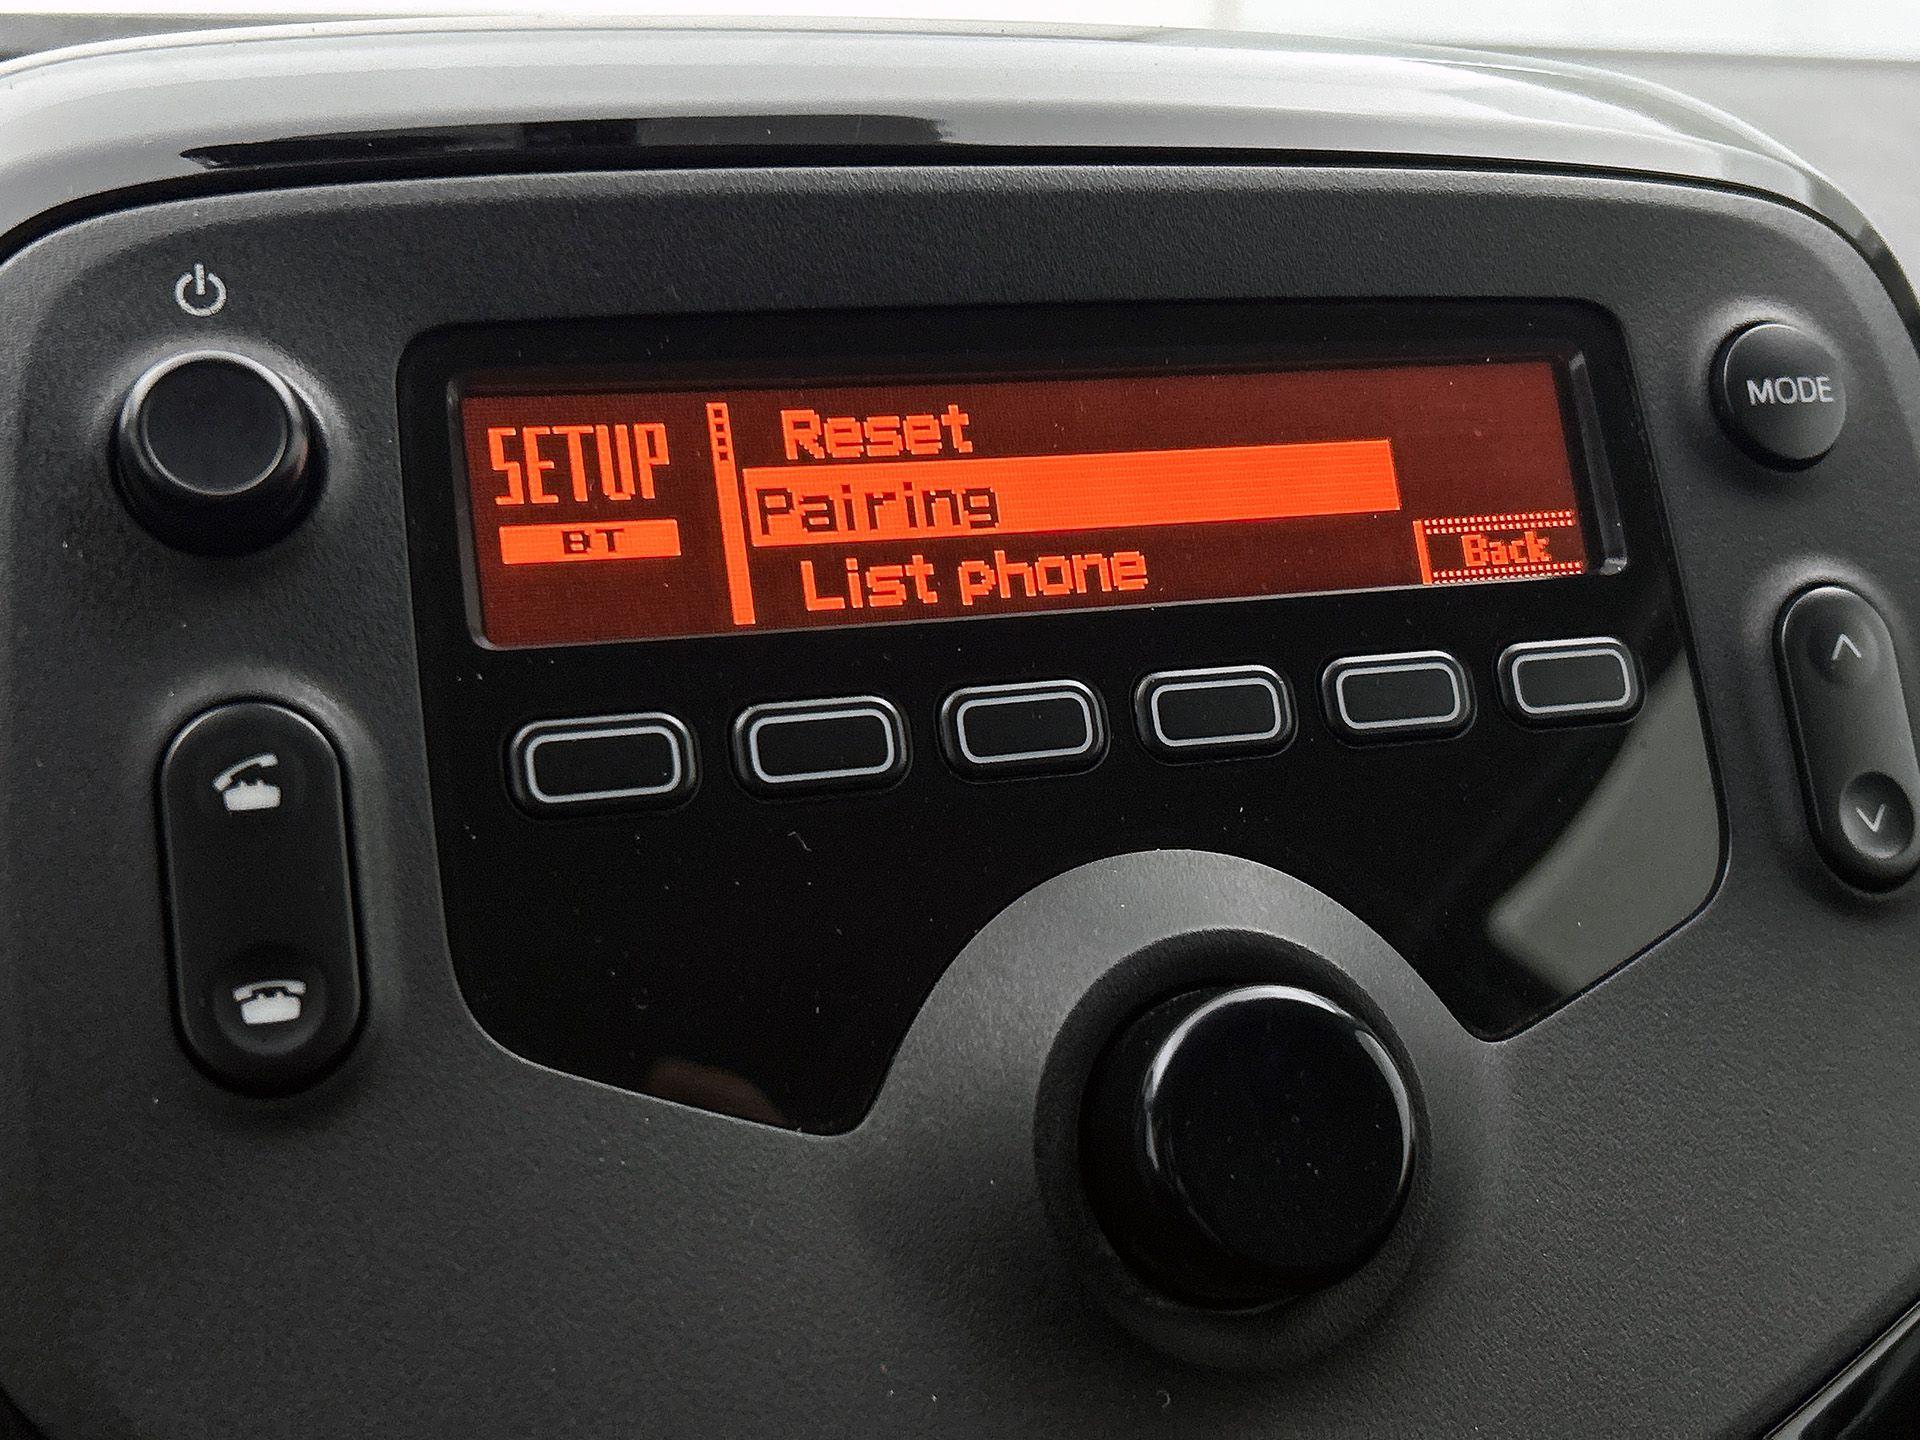 MODE
SETUP
BT
Reset
Pairing
List phone
Back